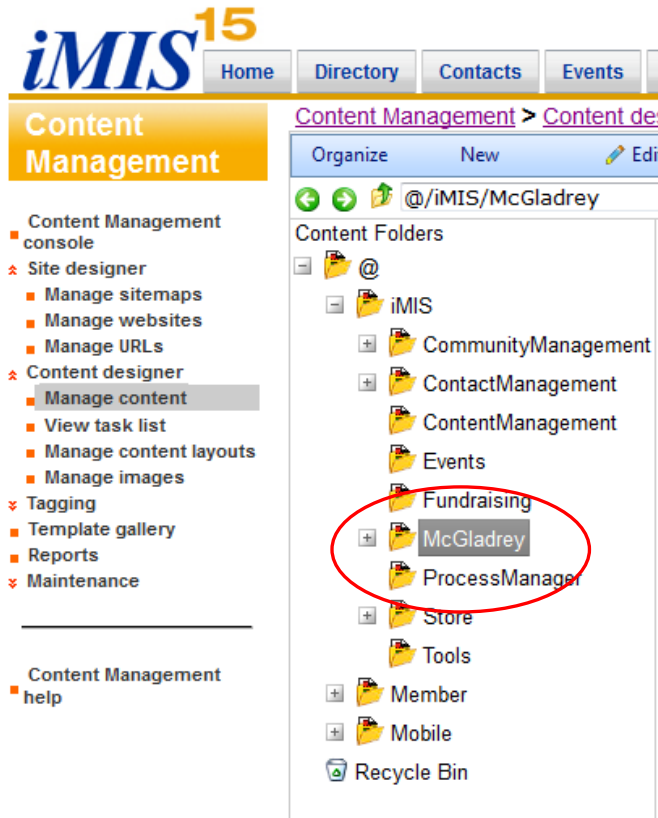 iMIS 15
Home Directory Contacts Events
Content Management > Content des
Content
Management
Organize New Edi
@/iMIS/McGladrey
Content Management
console
Site designer
Manage sitemaps
Manage websites
Manage URLs
Content designer
Manage content
View task list
Manage content layouts
Manage images
Tagging
Template gallery
Reports
Maintenance
Content Management
help
Content Folders
@
iMIS
CommunityManagement
ContactManagement
ContentManagement
Events
Fundraising
McGladrey
ProcessManager
Store
Tools
Member
Mobile
Recycle Bin